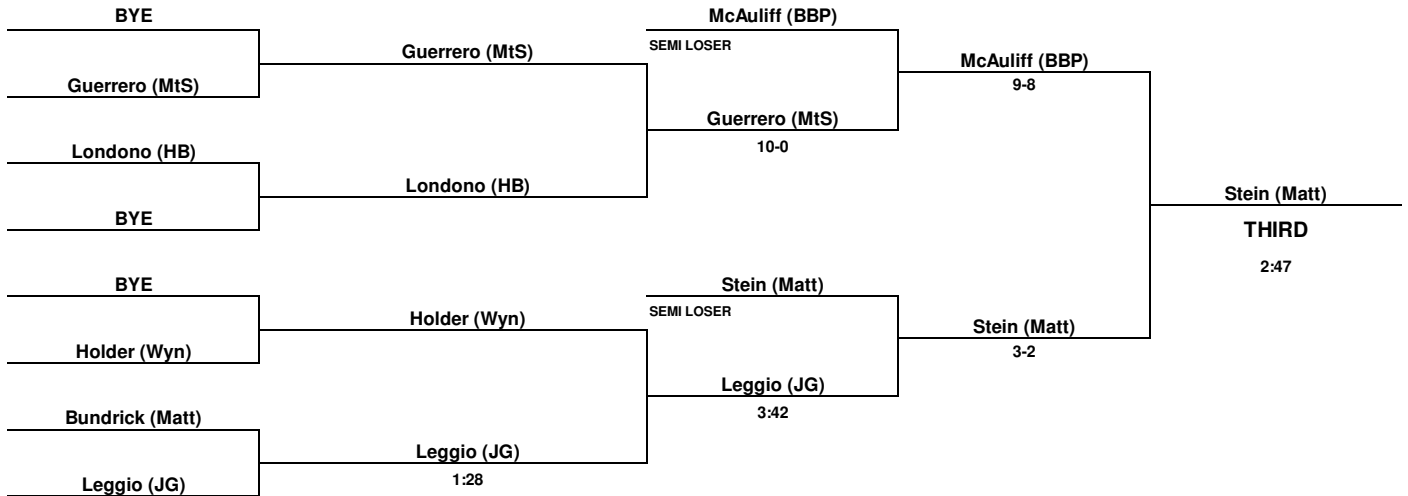 BYE
Guerrero (MtS)
Londono (HB)
BYE
BYE
Holder (Wyn)
Bundrick (Matt)
Leggio (JG)
Guerrero (MtS)
Londono (HB)
Holder (Wyn)
Leggio (JG)
1:28
McAuliff (BBP)
SEMI LOSER
Guerrero (MtS)
10-0
Stein (Matt)
SEMI LOSER
Leggio (JG)
3:42
McAuliff (BBP)
9-8
Stein (Matt)
3-2
Stein (Matt)
THIRD
2:47